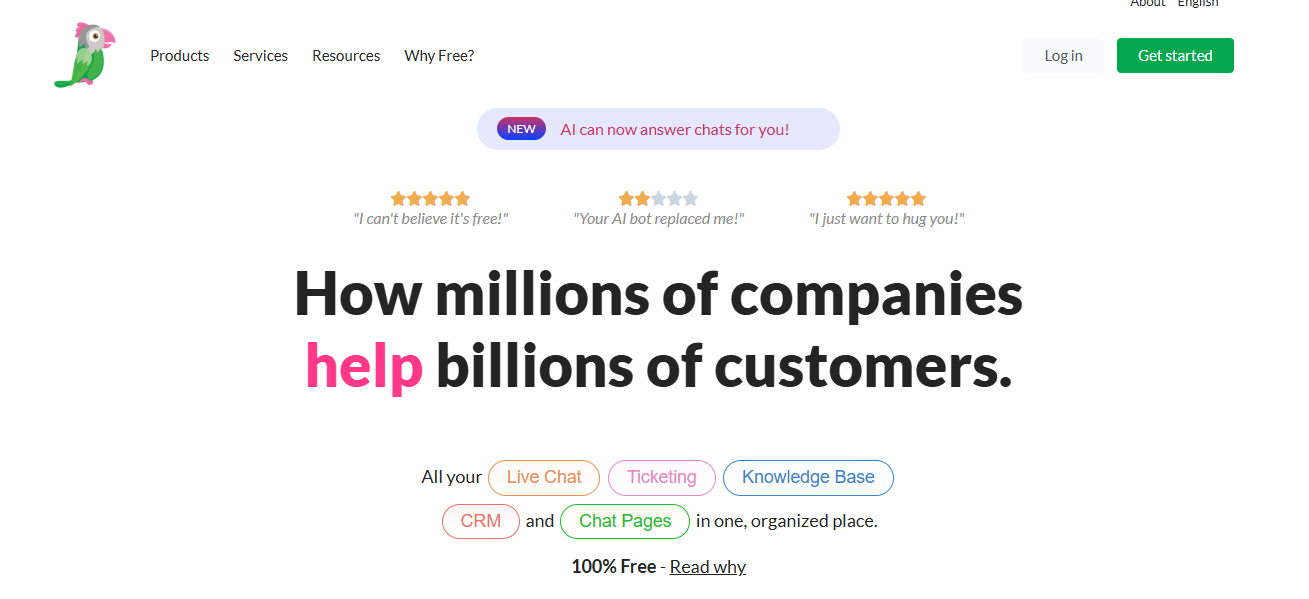 About English
Products Services Resources Why Free? Log in Get started
NEW AI can now answer chats for you!
"I can't believe it's free!" "Your AI bot replaced me!" "I just want to hug you!"
How millions of companies
help billions of customers.
All your Live Chat Ticketing Knowledge Base
CRM and Chat Pages in one, organized place.
100% Free - Read why